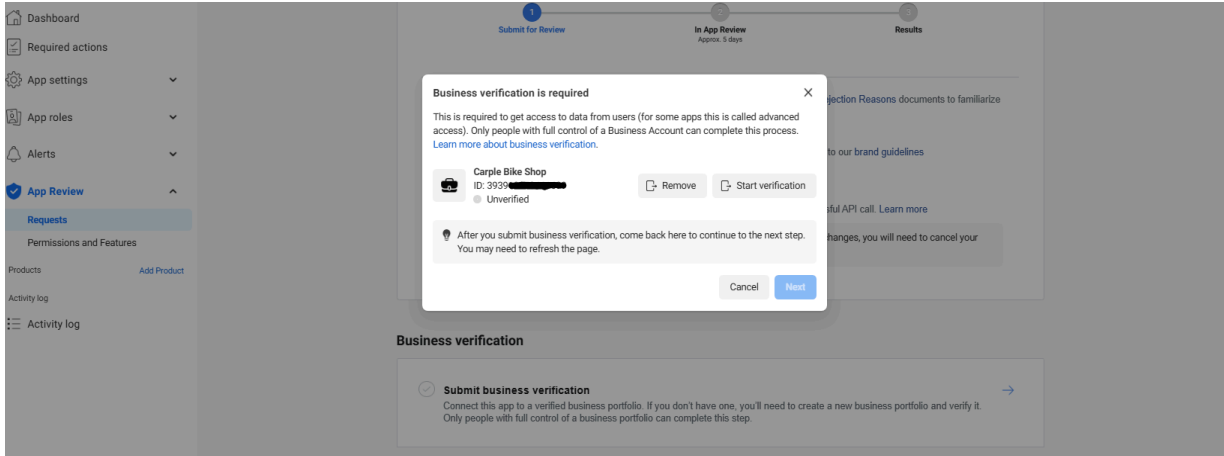 Dashboard
Required actions
App settings
App roles
Alerts
App Review
Requests
Permissions and Features
Products Add Product
Activity log
Activity log
1 2 3
Submit for Review In App Review Results
Approx. 5 days
Business verification is required
This is required to get access to data from users (for some apps this is called advanced
access). Only people with full control of a Business Account can complete this process.
Learn more about business verification.
Carple Bike Shop
ID: 3939
Unverified
Remove
Start verification
After you submit business verification, come back here to continue to the next step.
You may need to refresh the page.
Cancel Next
Reasons documents to familiarize
to our brand guidelines
API call. Learn more
you will need to cancel your
Business verification
Submit business verification
Connect this app to a verified business portfolio. If you don't have one, you'll need to create a new business portfolio and verify it.
Only people with full control of a business portfolio can complete this step.